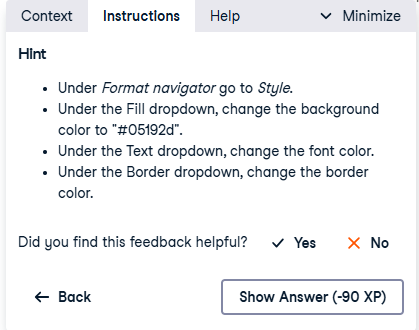 Context Instructions Help Minimize
Hint
• Under Format navigator go to Style.
• Under the Fill dropdown, change the background
color to "#05192d".
• Under the Text dropdown, change the font color.
• Under the Border dropdown, change the border
color.
Did you find this feedback helpful? Yes No
Back Show Answer (-90 XP)